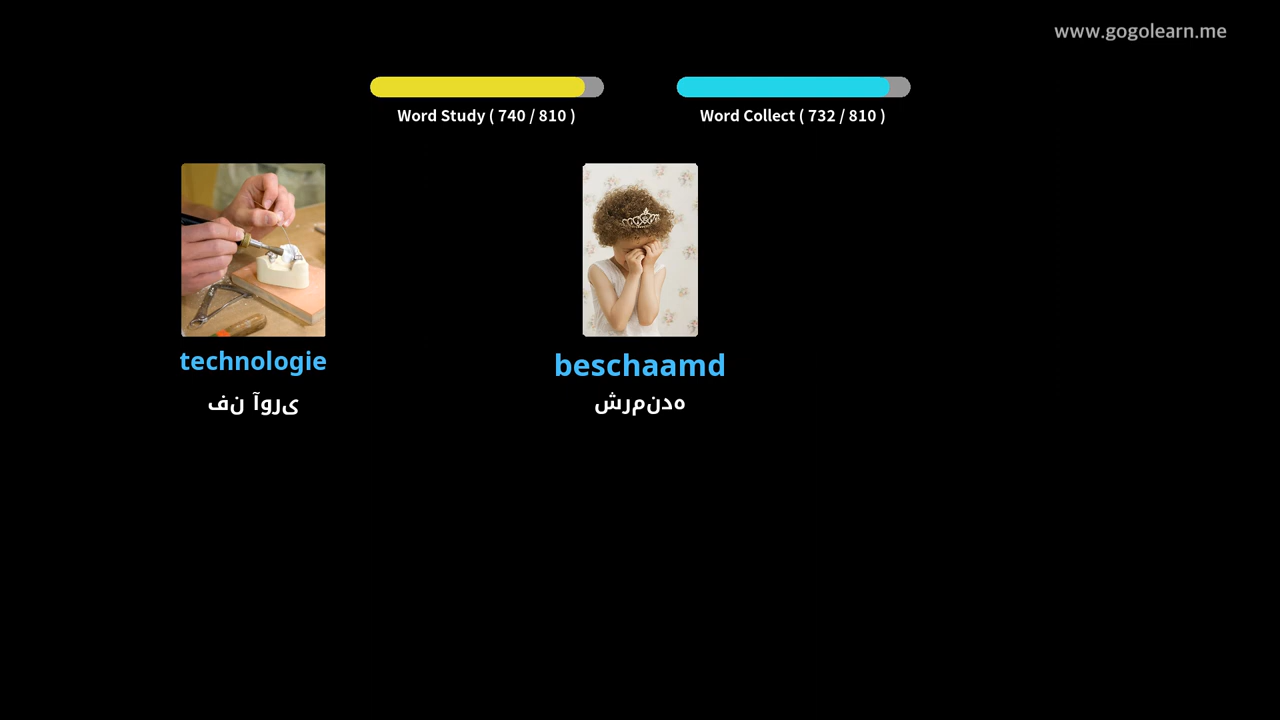 www.gogolearn.me
Word Study ( 740 / 810 )
Word Collect ( 732 / 810 )
technologie
فن آوری
beschaamd
شرمنده